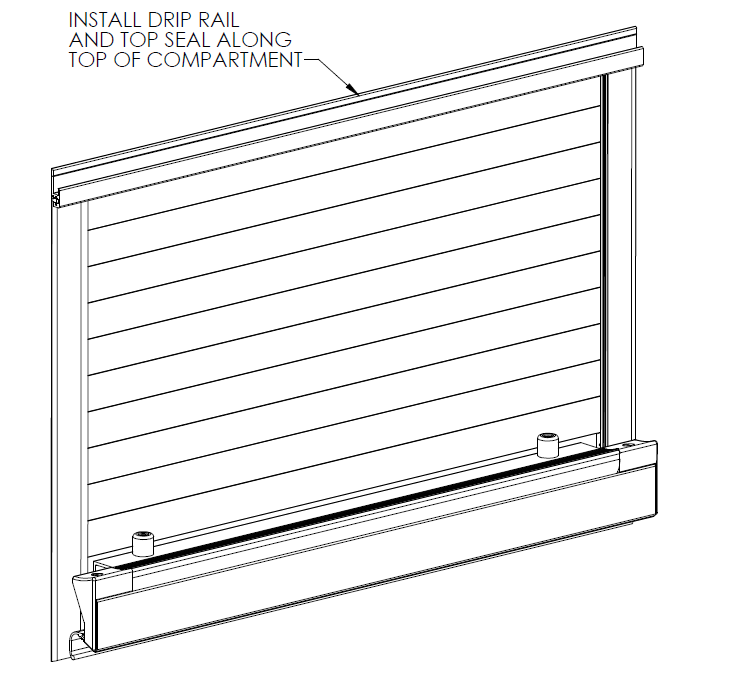 INSTALL DRIP RAIL
AND TOP SEAL ALONG
TOP OF COMPARTMENT